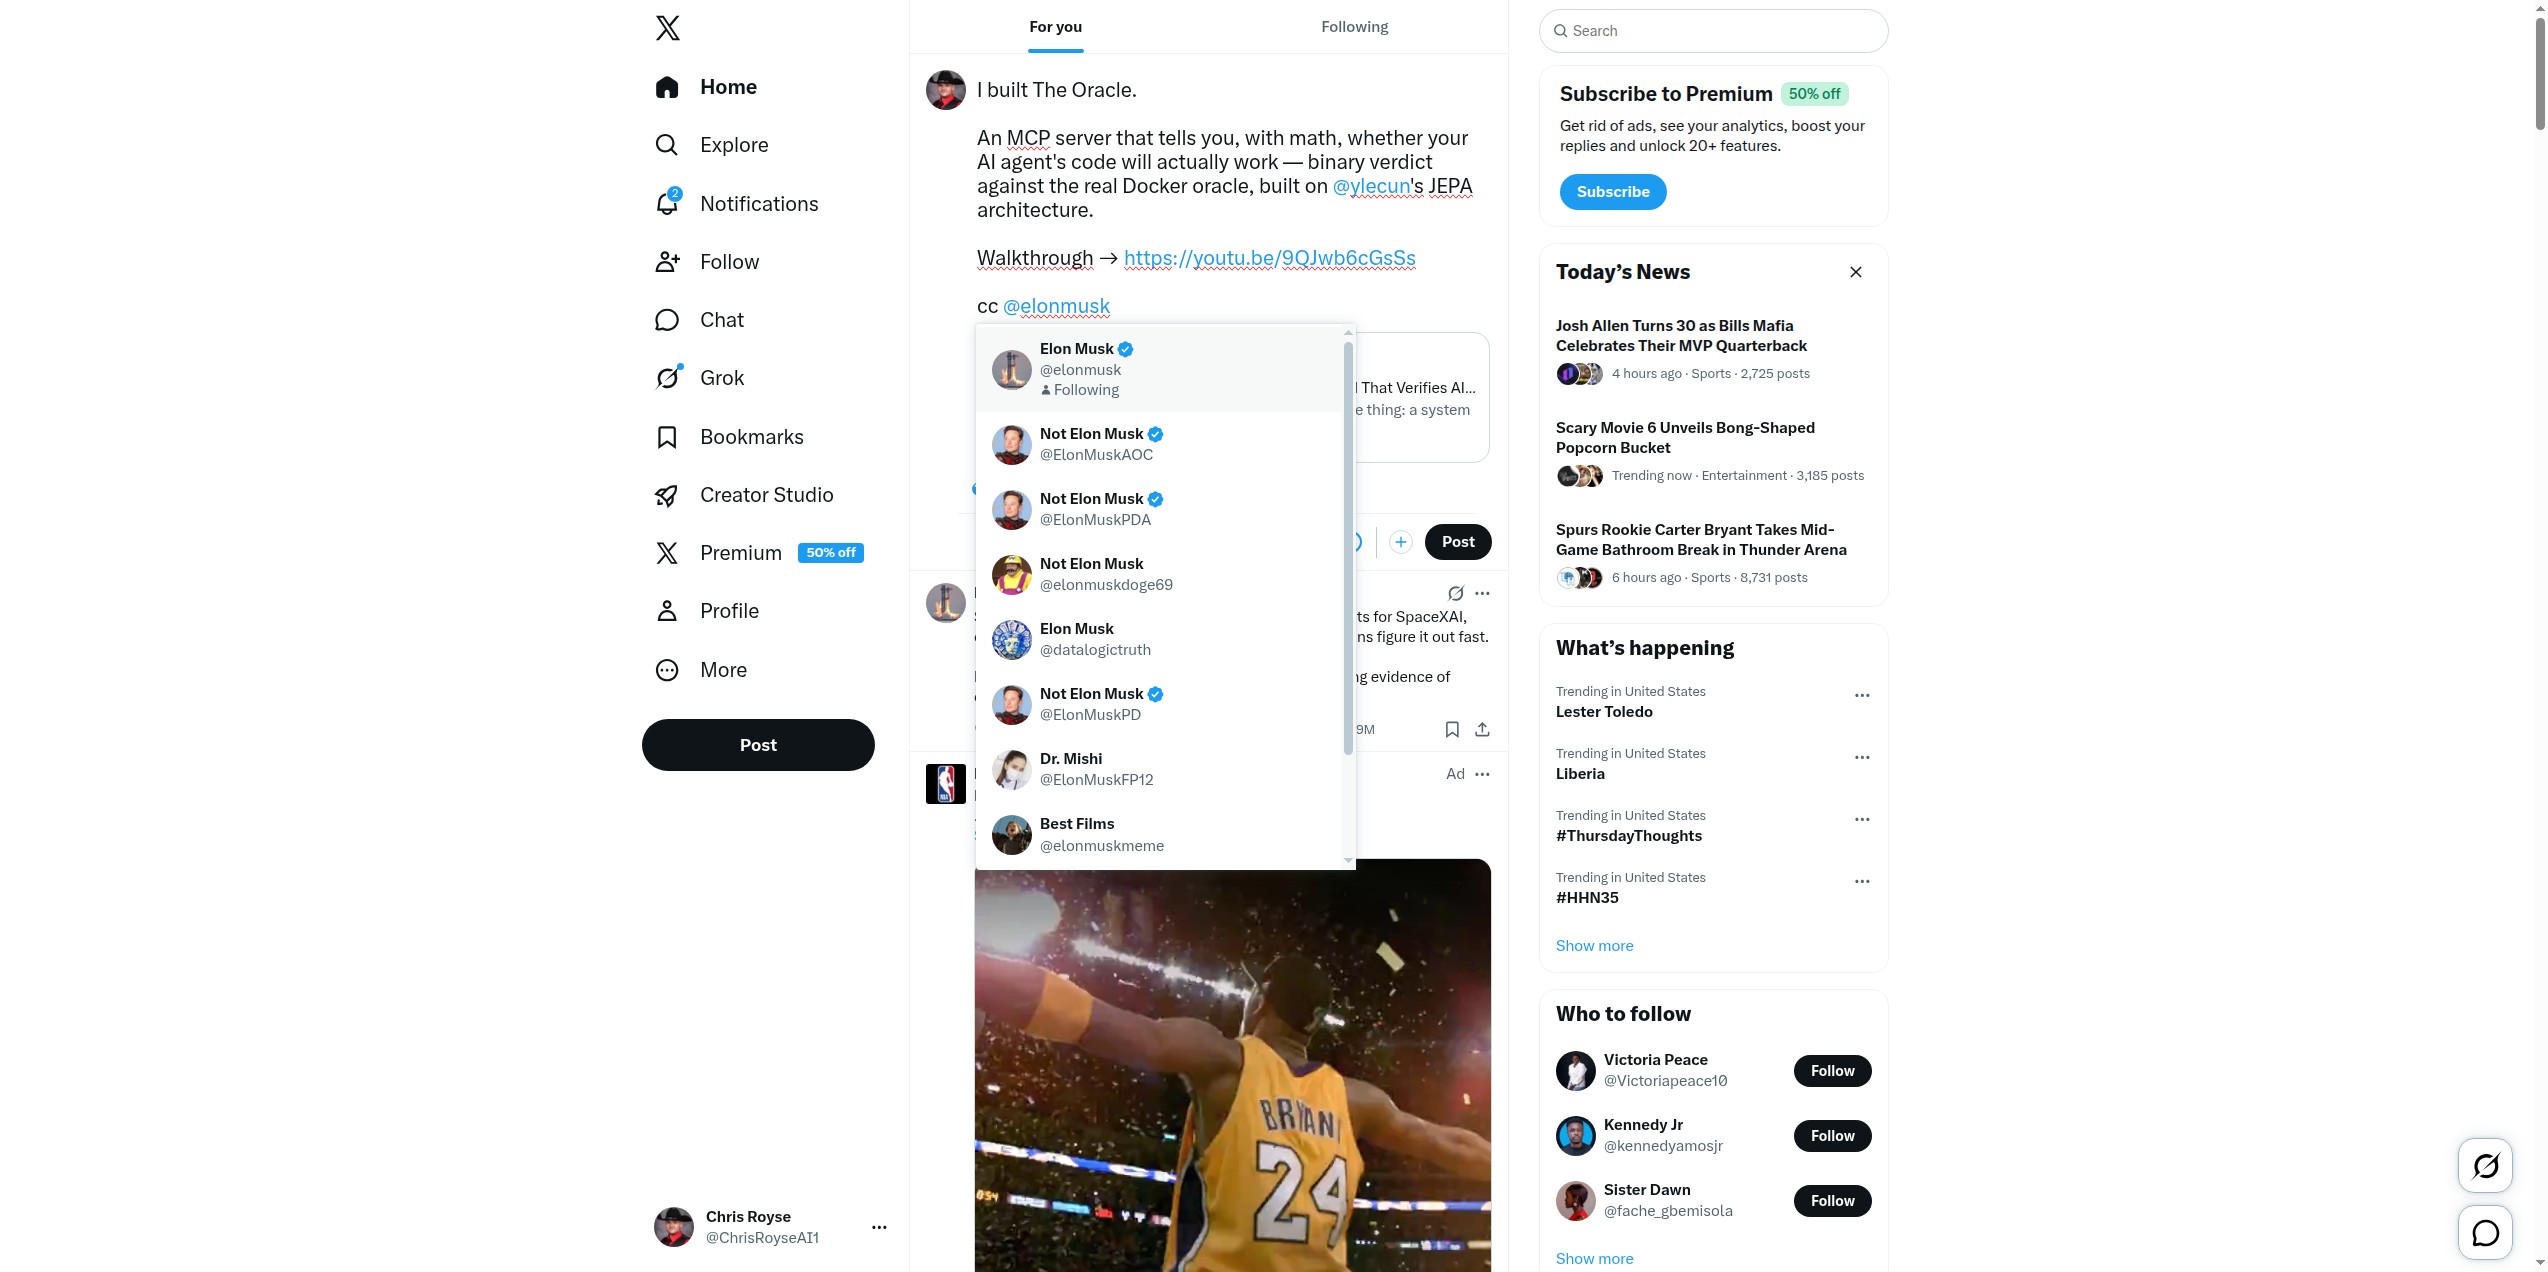 Home
Explore
2
Notifications
Follow
Chat
Grok
Bookmarks
Creator Studio
Premium 50% off
Profile
More
Post
Chris Royse
@ChrisRoyseAI1
For you
Following
I built The Oracle.
An MCP server that tells you, with math, whether your
AI agent's code will actually work — binary verdict
against the real Docker oracle, built on @ylecun's JEPA
architecture.
Walkthrough → https://youtu.be/9QJwb6cGsSs
cc @elonmusk
Elon Musk
@elonmusk
Following
Not Elon Musk
@ElonMuskAOC
Not Elon Musk
@ElonMuskPDA
Not Elon Musk
@elonmuskdoge69
Elon Musk
@datalogictruth
Not Elon Musk
@ElonMuskPD
Dr. Mishi
@ElonMuskFP12
Best Films
@elonmuskmeme
That Verifies AI...
thing: a system
Post
for SpaceXAI,
figure it out fast.
evidence of
9M
Ad
BRYANT
24
Search
Subscribe to Premium 50% off
Get rid of ads, see your analytics, boost your
replies and unlock 20+ features.
Subscribe
Today’s News
Josh Allen Turns 30 as Bills Mafia
Celebrates Their MVP Quarterback
4 hours ago · Sports · 2,725 posts
Scary Movie 6 Unveils Bong-Shaped
Popcorn Bucket
Trending now · Entertainment · 3,185 posts
Spurs Rookie Carter Bryant Takes Mid-
Game Bathroom Break in Thunder Arena
6 hours ago · Sports · 8,731 posts
What’s happening
Trending in United States
Lester Toledo
Trending in United States
Liberia
Trending in United States
#ThursdayThoughts
Trending in United States
#HHN35
Show more
Who to follow
Victoria Peace
@Victoriapeace10
Follow
Kennedy Jr
@kennedyamosjr
Follow
Sister Dawn
@fache_gbemisola
Follow
Show more